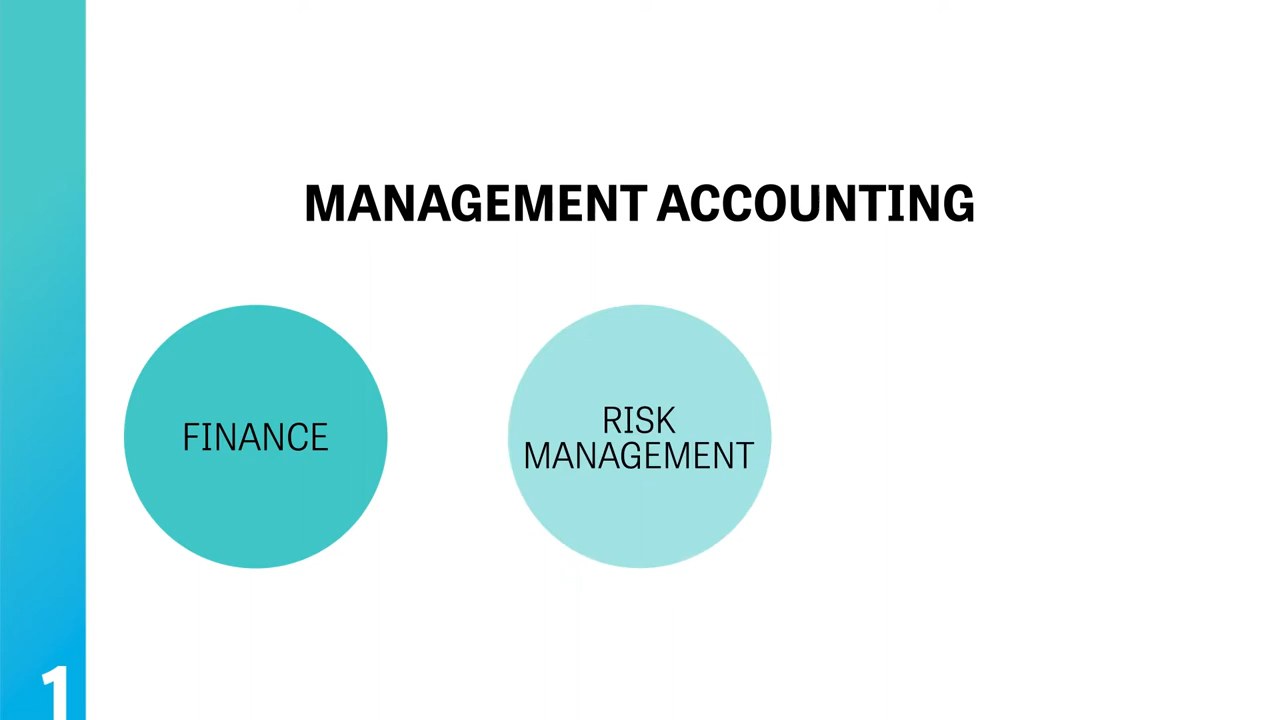 MANAGEMENT ACCOUNTING
FINANCE
RISK
MANAGEMENT
1